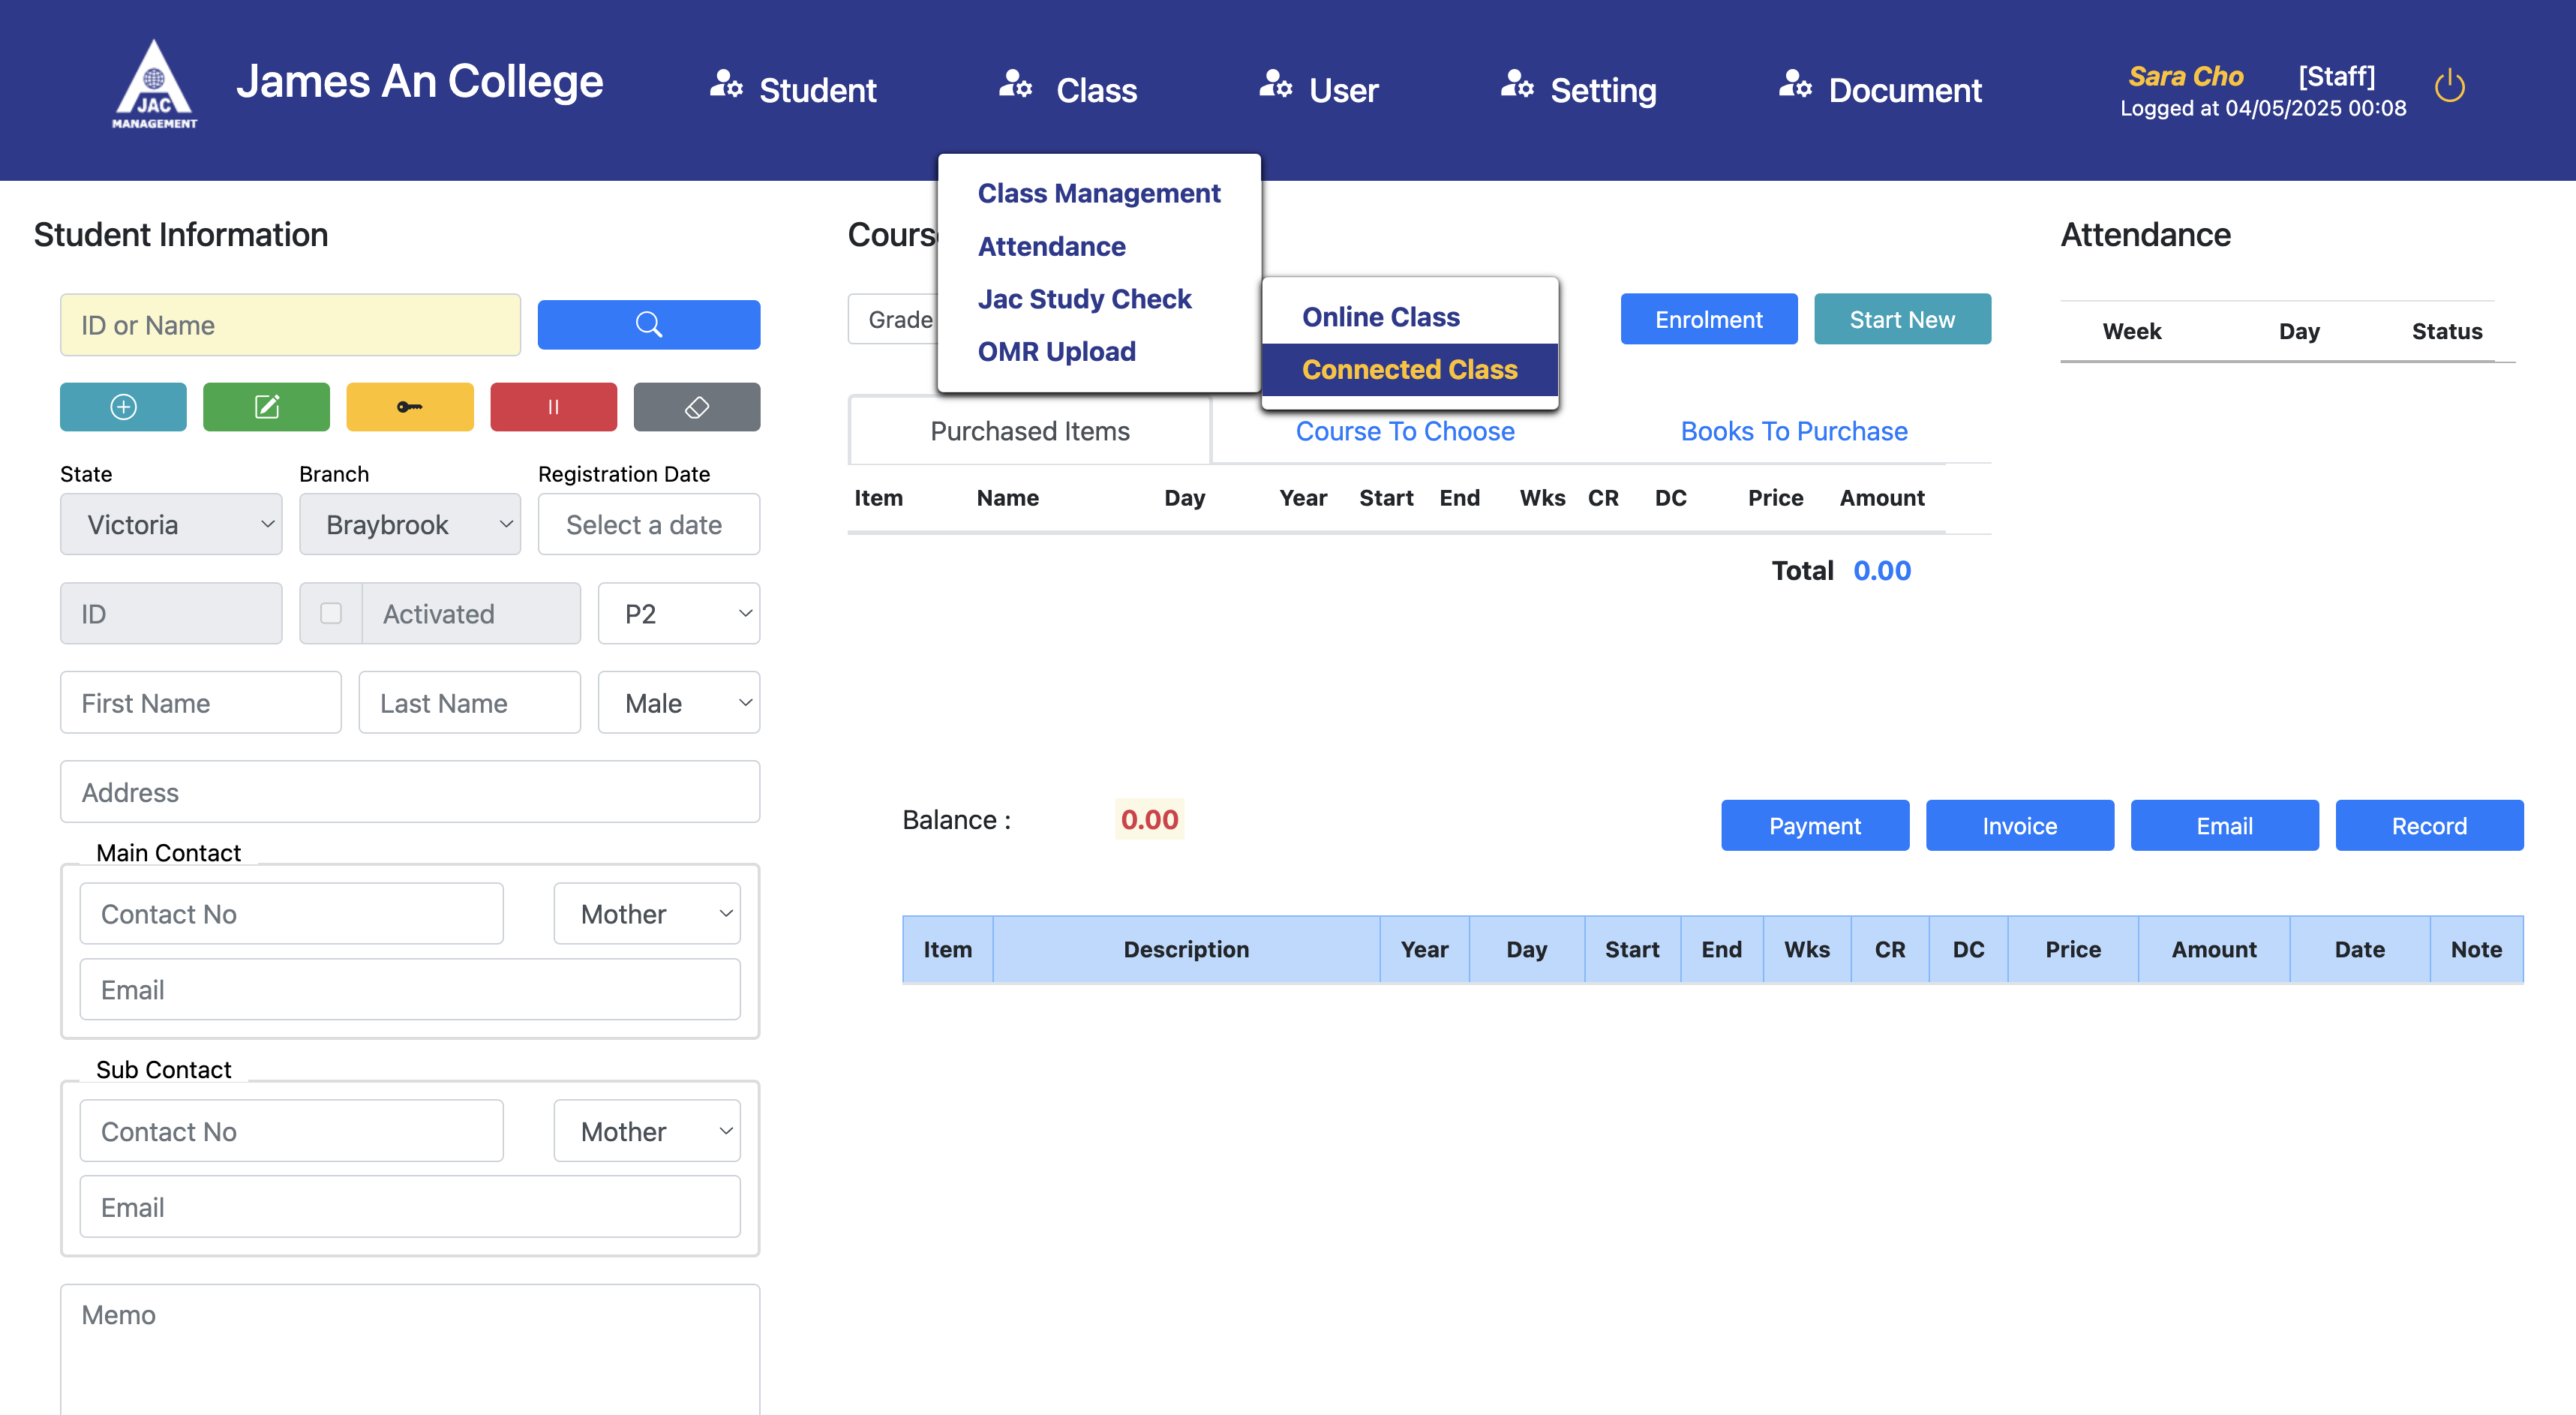 JAC
MANAGEMENT
James An College
Student
Class
User
Setting
Document
Sara Cho [Staff]
Logged at 04/05/2025 00:08
Class Management
Attendance
Jac Study Check
OMR Upload
Online Class
Connected Class
Student Information
ID or Name
State
Branch
Registration Date
Victoria
Braybrook
Select a date
ID
Activated
P2
First Name
Last Name
Male
Address
Main Contact
Contact No
Mother
Email
Sub Contact
Contact No
Mother
Email
Memo
Cours
Grade
Enrolment
Start New
Purchased Items
Course To Choose
Books To Purchase
Item Name Day Year Start End Wks CR DC Price Amount
Total 0.00
Attendance
Week Day Status
Balance : 0.00
Payment
Invoice
Email
Record
Item Description Year Day Start End Wks CR DC Price Amount Date Note